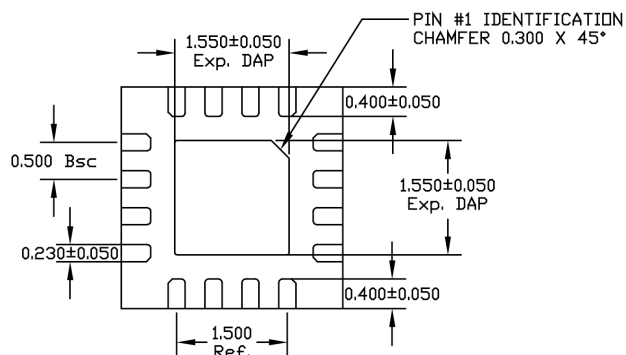 PIN #1 IDENTIFICATION
CHAMFER 0.300 X 45°
1.550±0.050
Exp. DAP
0.400±0.050
0.500 Bsc
1.550±0.050
Exp. DAP
0.230±0.050
0.400±0.050
1.500
Ref.